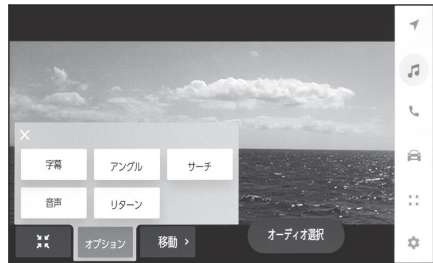 字幕
アングル
サーチ
音声
リターン
オプション
移動 >
オーディオ選択